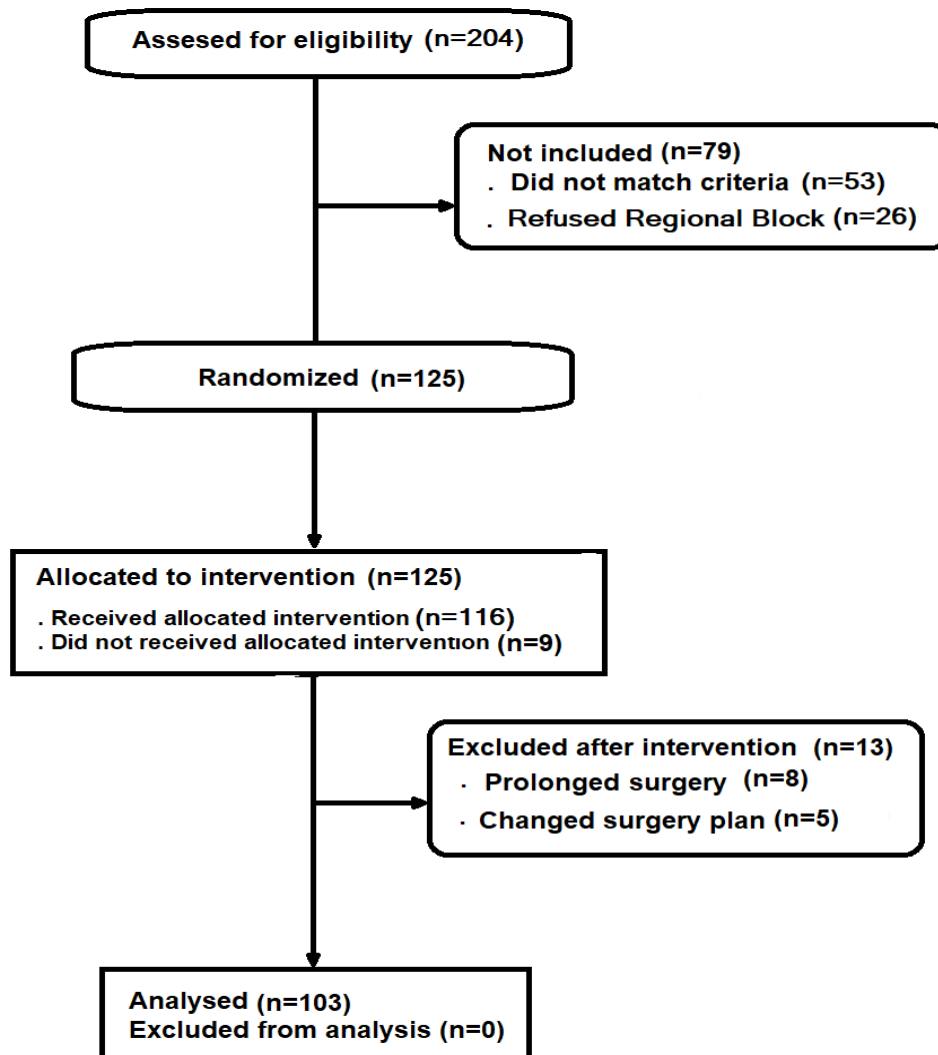 Assesed for eligibility (n=204)
Not included (n=79)
. Did not match criteria (n=53)
. Refused Regional Block (n=26)
Randomized (n=125)
Allocated to intervention (n=125)
. Received allocated intervention (n=116)
. Did not received allocated intervention (n=9)
Excluded after intervention (n=13)
. Prolonged surgery (n=8)
. Changed surgery plan (n=5)
Analysed (n=103)
Excluded from analysis (n=0)